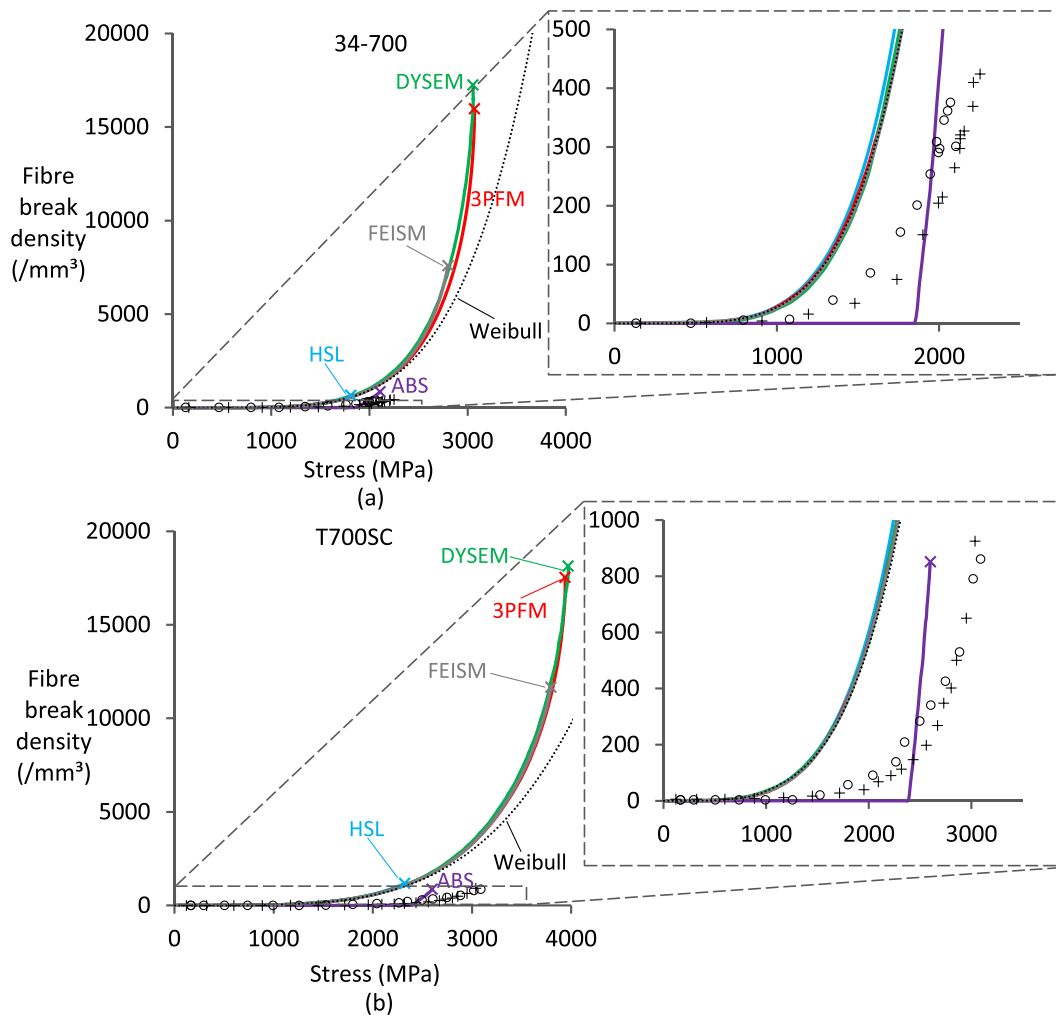 20000
34-700
500
DYSEM
400
15000
300
Fibre
break
density
(/mm³)
3PFM
10000
200
FEISM
100
5000
Weibull
0
HSL
0 1000 2000
ABS
0
0 1000 2000 3000 4000
Stress (MPa)
(a)
20000
T700SC
1000
DYSEM
800
3PFM
15000
600
FEISM
Fibre
break
density
(/mm³)
10000
400
200
5000
HSL
Weibull
0
0 1000 2000 3000
ABS
0
0 1000 2000 3000 4000
Stress (MPa)
(b)